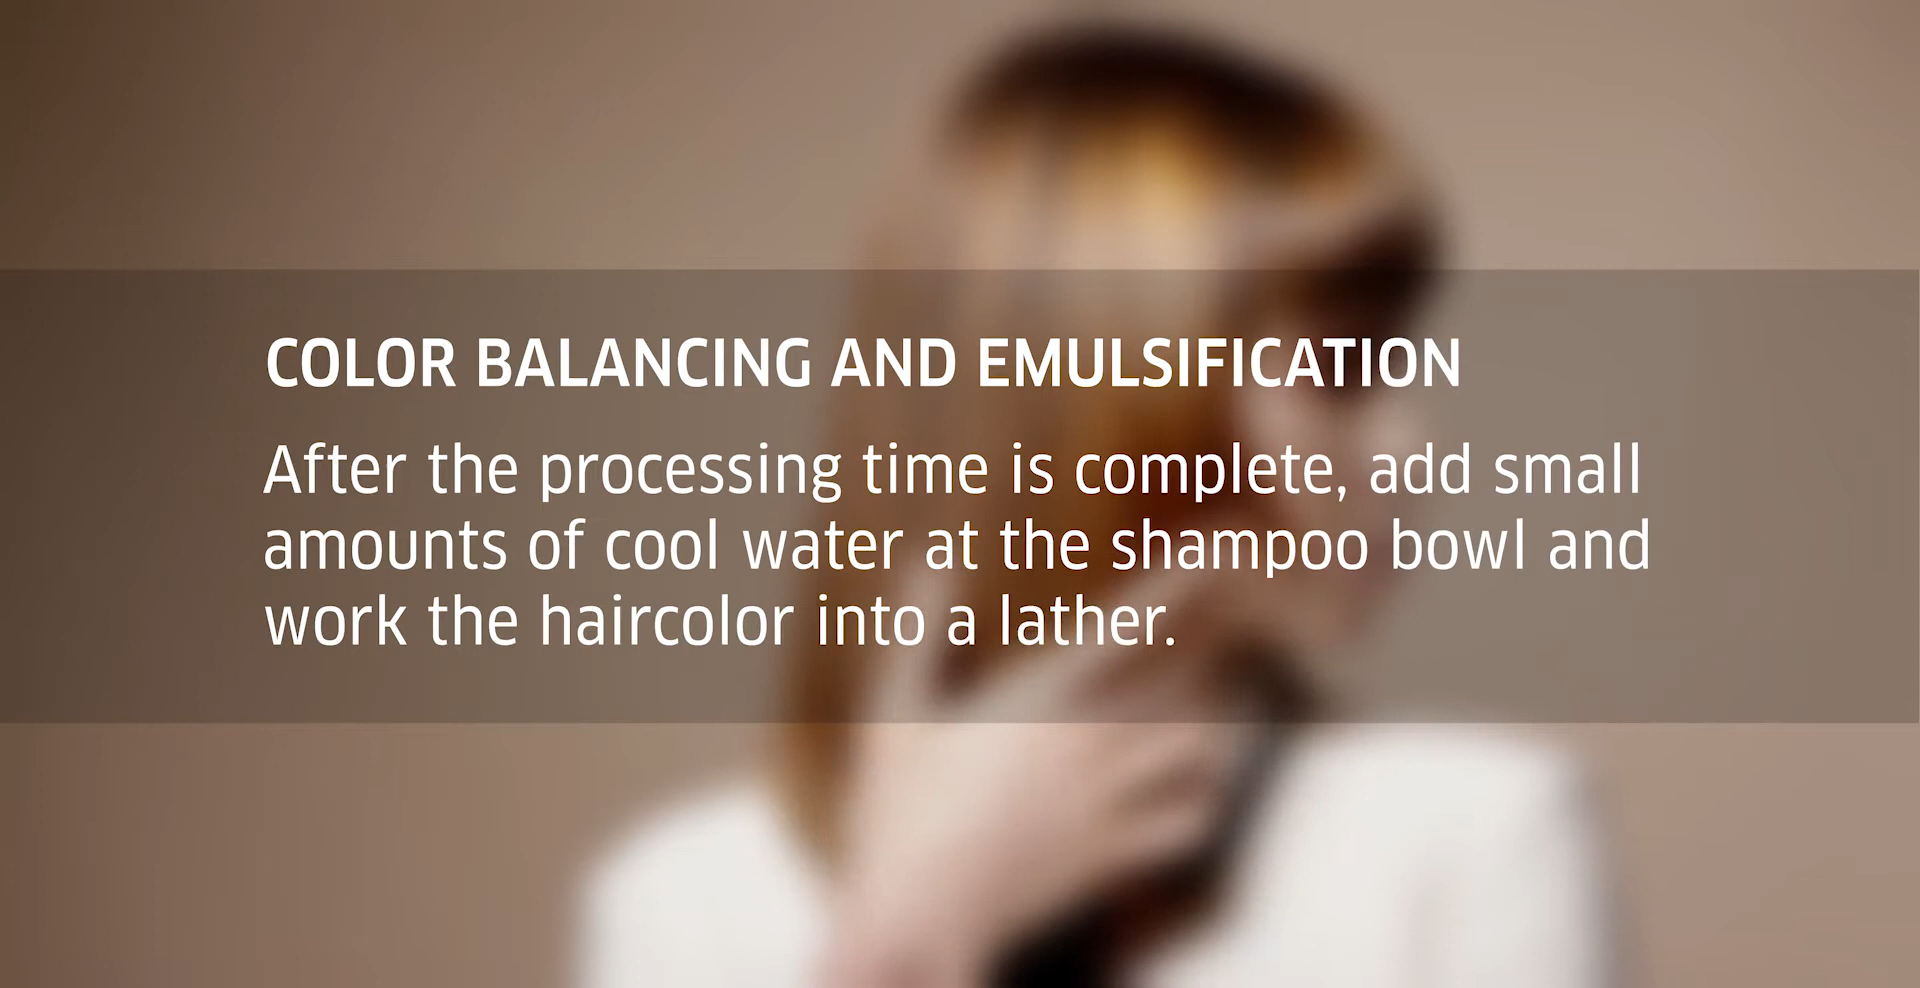 COLOR BALANCING AND EMULSIFICATION
After the processing time is complete, add small
amounts of cool water at the shampoo bowl and
work the haircolor into a lather.